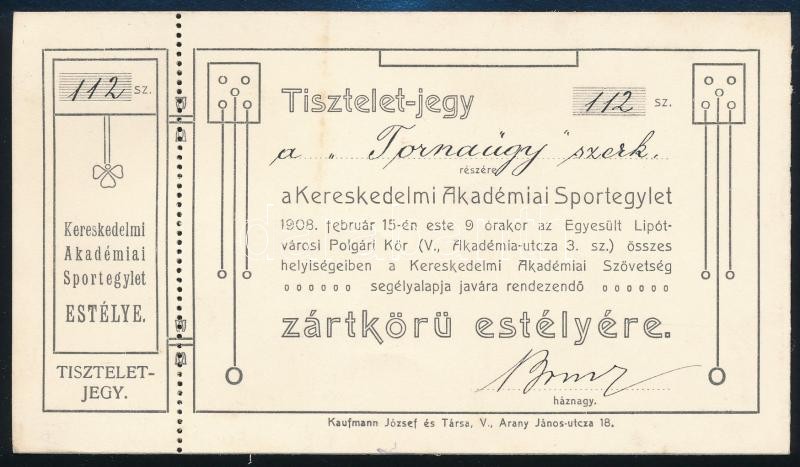 112 sz.
Kereskedelmi
Akadémiai
Sportegylet
ESTÉLYE.
TISZTELET-
JEGY.
Tisztelet-jegy 112 sz.
a „Tornaügy" szerk.
részére
a Kereskedelmi Akadémiai Sportegylet
1908. február 15-én este 9 órakor az Egyesült Lipót-
városi Polgári Kör (V., Akadémia-utcza 3. sz.) összes
helyiségeiben a Kereskedelmi Akadémiai Szövetség
segélyalapja javára rendezendő
zártkörü estélyére.
háznagy.
Kaufmann József és Társa, V., Arany János-utcza 18.